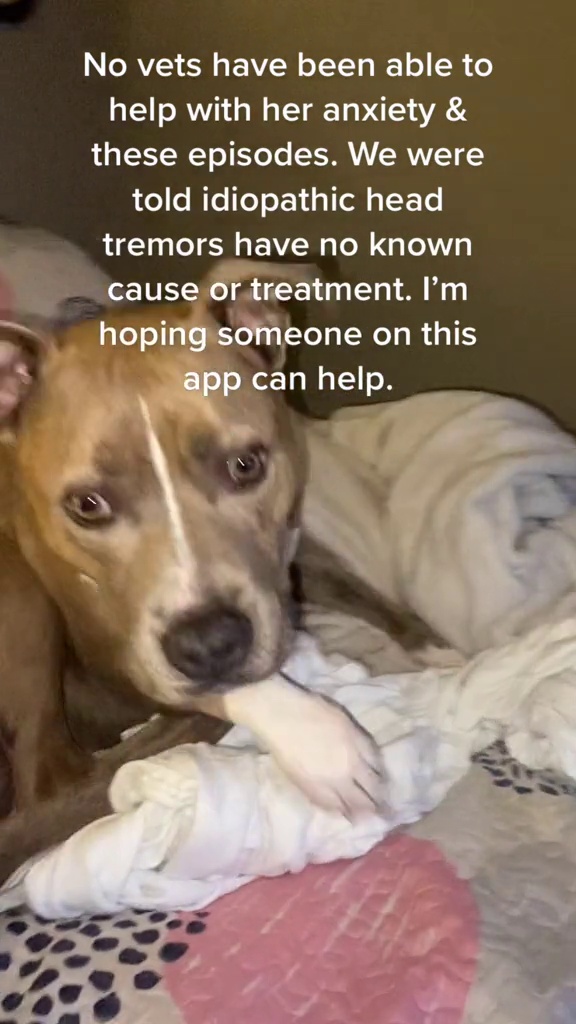 No vets have been able to
help with her anxiety &
these episodes. We were
told idiopathic head
tremors have no known
cause or treatment. I’m
hoping someone on this
app can help.